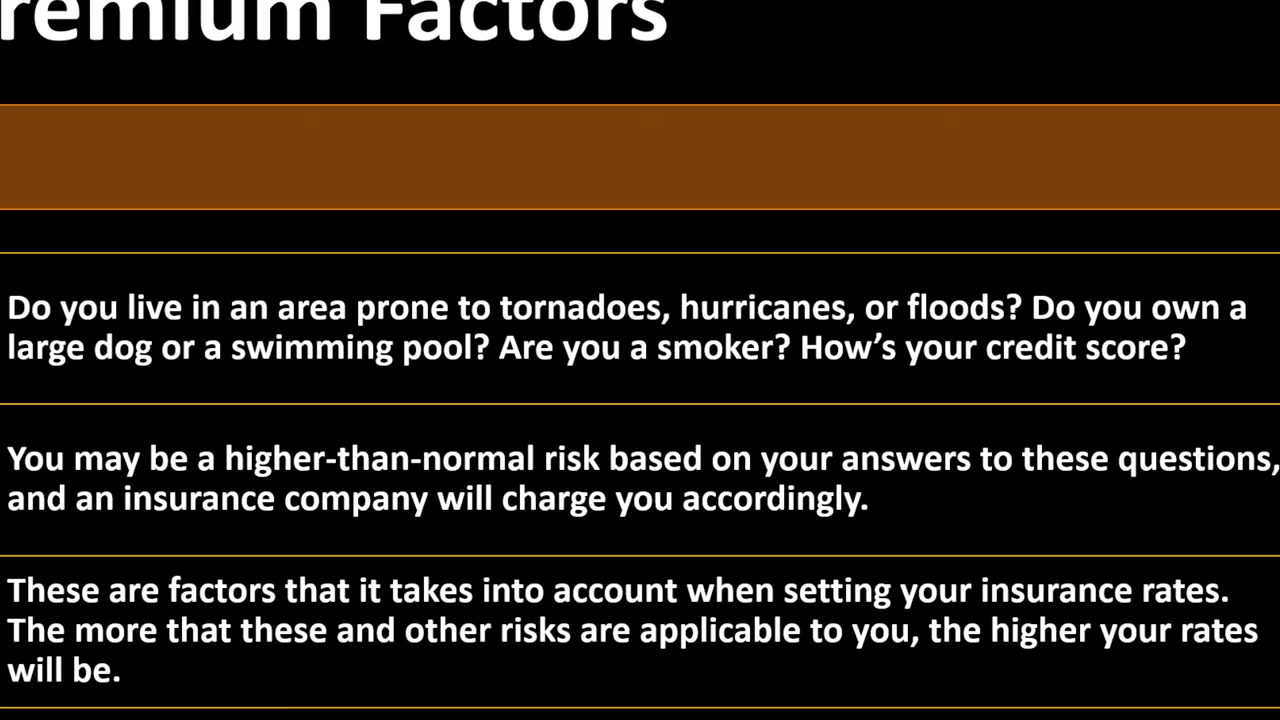 remium Factors
Do you live in an area prone to tornadoes, hurricanes, or floods? Do you own a
large dog or a swimming pool? Are you a smoker? How’s your credit score?
You may be a higher-than-normal risk based on your answers to these questions,
and an insurance company will charge you accordingly.
These are factors that it takes into account when setting your insurance rates.
The more that these and other risks are applicable to you, the higher your rates
will be.